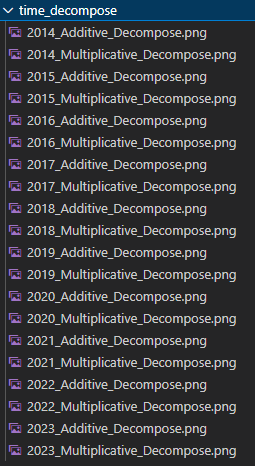 time_decompose
2014_Additive_Decompose.png
2014_Multiplicative_Decompose.png
2015_Additive_Decompose.png
2015_Multiplicative_Decompose.png
2016_Additive_Decompose.png
2016_Multiplicative_Decompose.png
2017_Additive_Decompose.png
2017_Multiplicative_Decompose.png
2018_Additive_Decompose.png
2018_Multiplicative_Decompose.png
2019_Additive_Decompose.png
2019_Multiplicative_Decompose.png
2020_Additive_Decompose.png
2020_Multiplicative_Decompose.png
2021_Additive_Decompose.png
2021_Multiplicative_Decompose.png
2022_Additive_Decompose.png
2022_Multiplicative_Decompose.png
2023_Additive_Decompose.png
2023_Multiplicative_Decompose.png